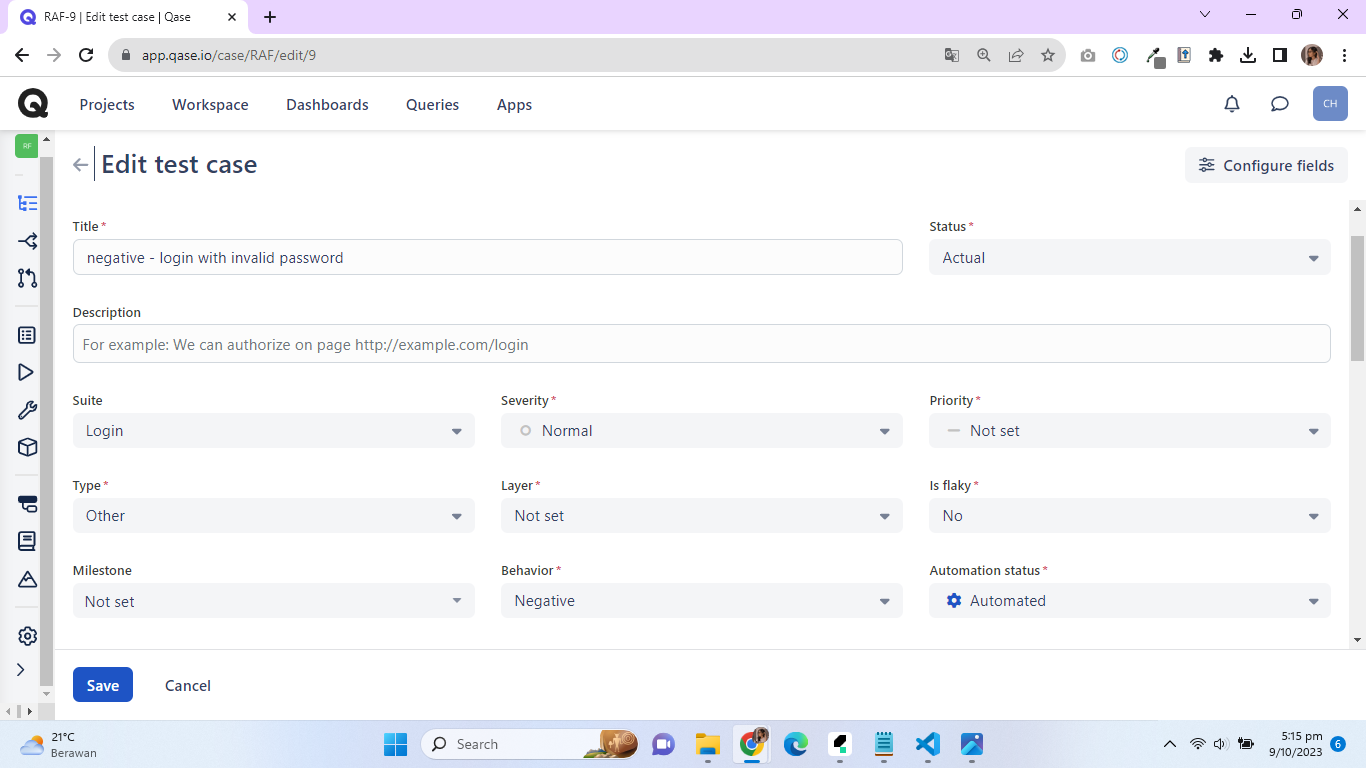 RAF-9 | Edit test case | Qase
app.qase.io/case/RAF/edit/9
Projects Workspace Dashboards Queries Apps CH
RF
Edit test case
Configure fields
Title* Status*
negative - login with invalid password Actual
Description
For example: We can authorize on page http://example.com/login
Suite Severity* Priority*
Login Normal Not set
Type* Layer* Is flaky*
Other Not set No
Milestone Behavior* Automation status*
Not set Negative Automated
Save Cancel
21°C
Berawan
Search
5:15 pm
9/10/2023
6